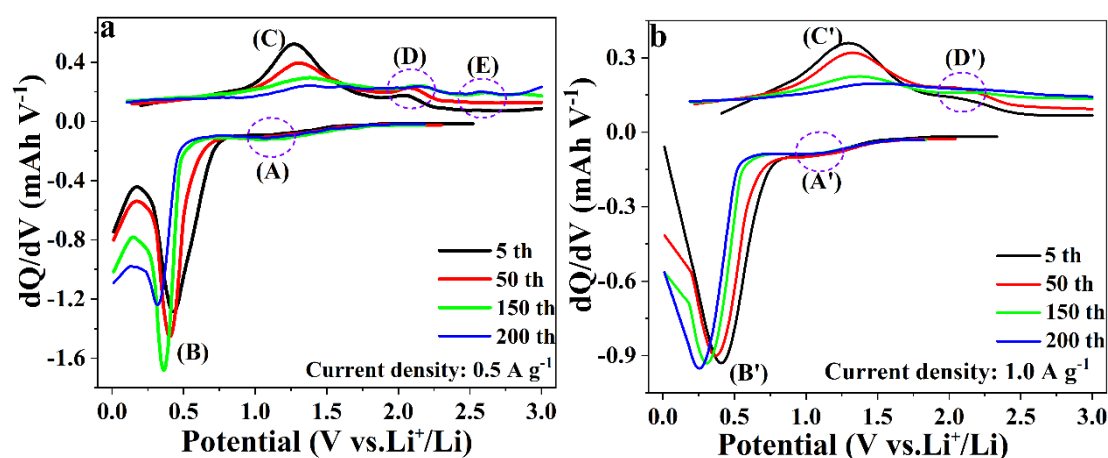 a
dQ/dV (mAh V⁻¹)
0.4
0.0
-0.4
-0.8
-1.2
-1.6
(C)
(D)
(E)
(A)
(B)
5 th
50 th
150 th
200 th
Current density: 0.5 A g⁻¹
0.0 0.5 1.0 1.5 2.0 2.5 3.0
Potential (V vs.Li⁺/Li)
b
dQ/dV (mAh V⁻¹)
0.3
0.0
-0.3
-0.6
-0.9
(C')
(D')
(A')
(B')
5 th
50 th
150 th
200 th
Current density: 1.0 A g⁻¹
0.0 0.5 1.0 1.5 2.0 2.5 3.0
Potential (V vs.Li⁺/Li)